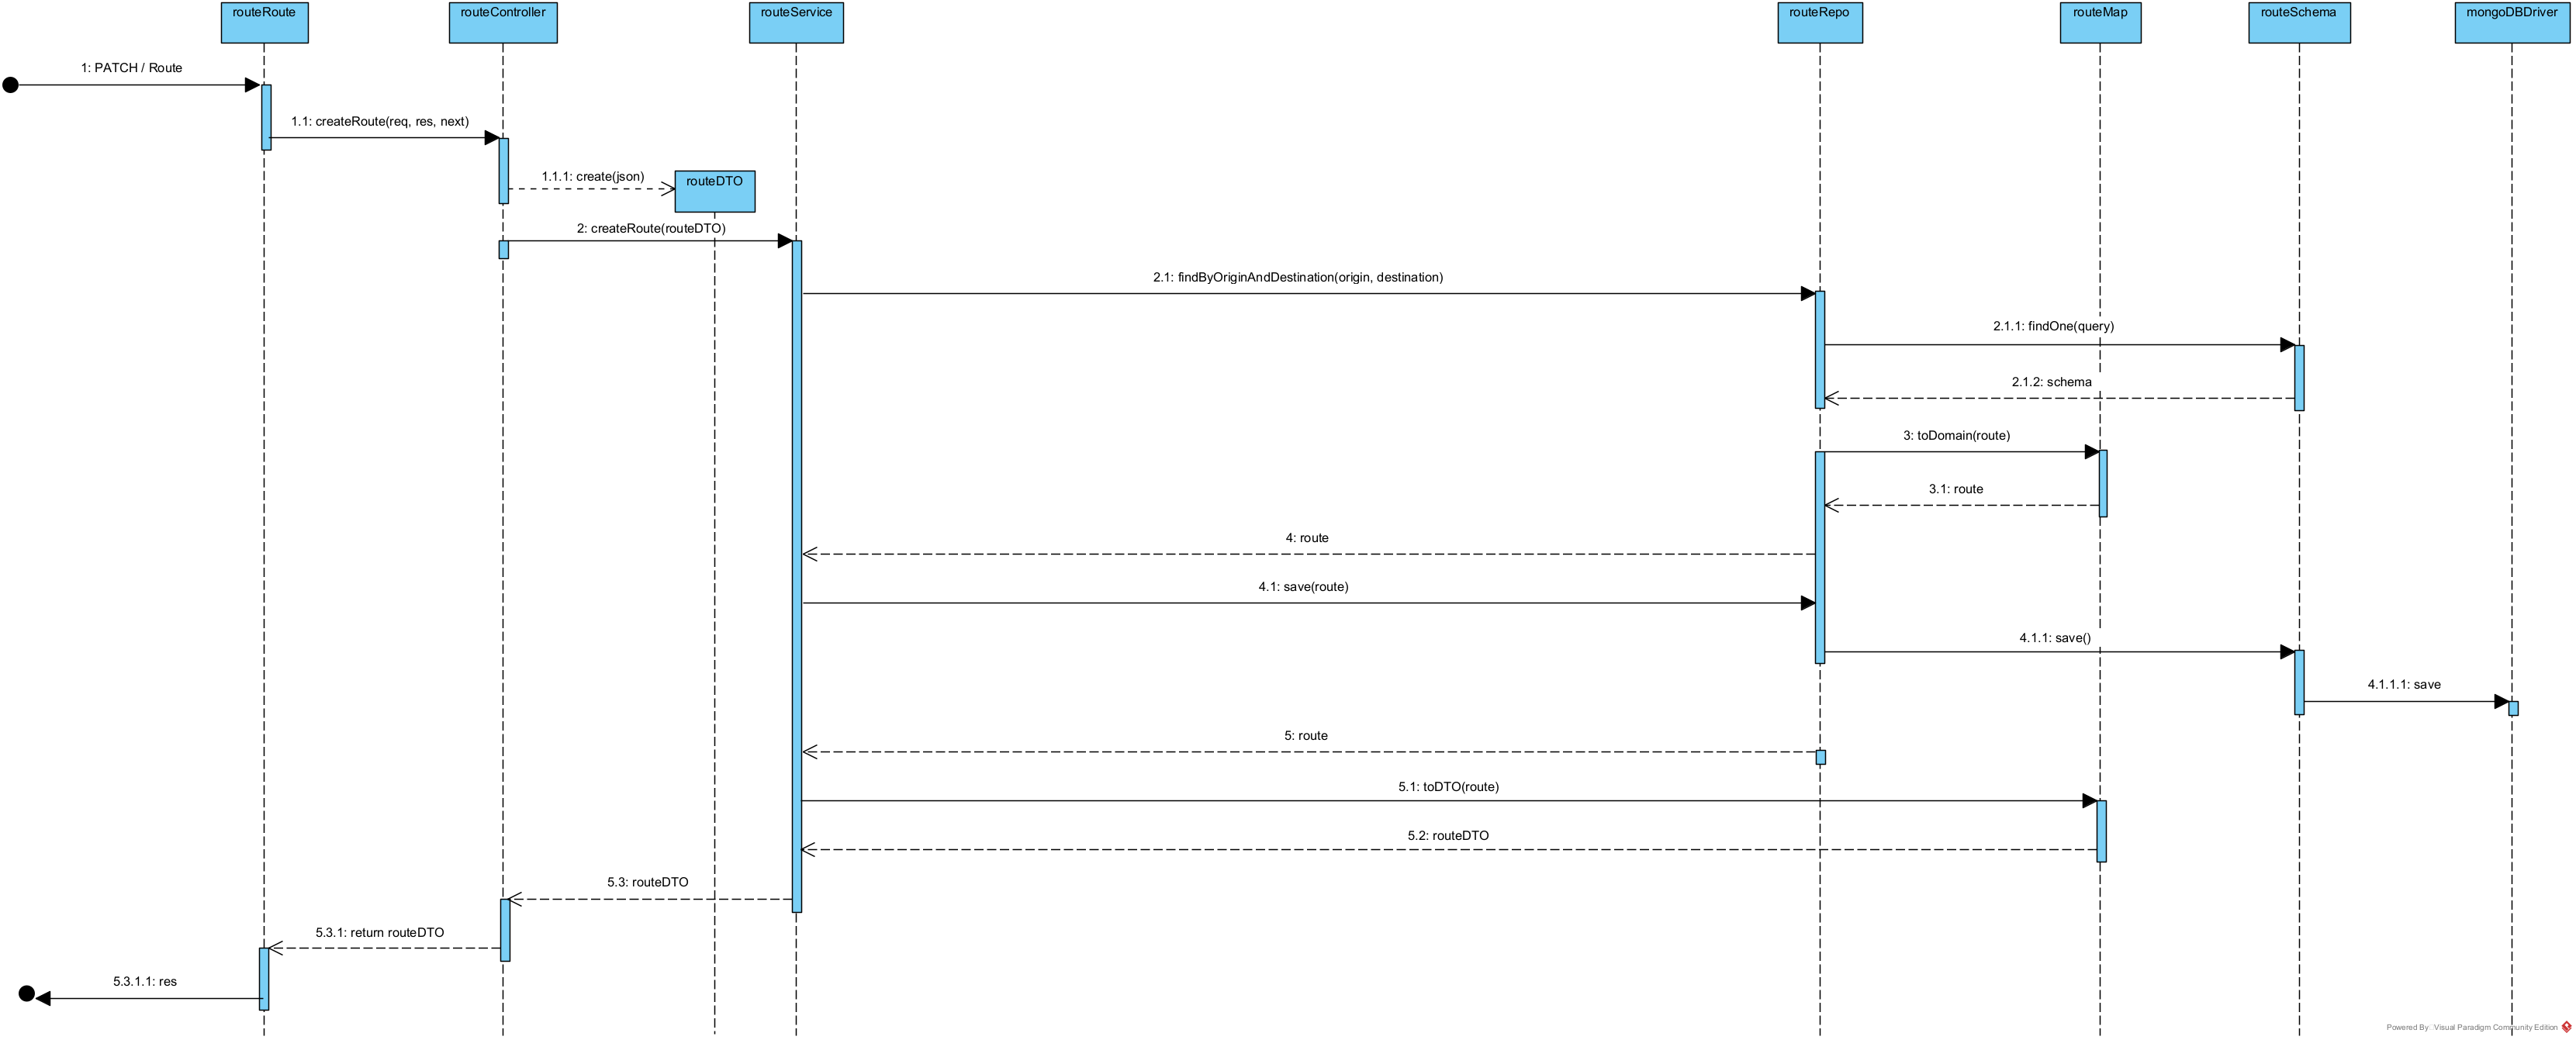 routeRoute
routeController
routeService
routeRepo
routeMap
routeSchema
mongoDBDriver
1: PATCH / Route
1.1: createRoute(req, res, next)
1.1.1: create(json)
routeDTO
2: createRoute(routeDTO)
2.1: findByOriginAndDestination(origin, destination)
2.1.1: findOne(query)
2.1.2: schema
3: toDomain(route)
3.1: route
4: route
4.1: save(route)
4.1.1: save()
4.1.1.1: save
5: route
5.1: toDTO(route)
5.2: routeDTO
5.3: routeDTO
5.3.1: return routeDTO
5.3.1.1: res
Powered By: Visual Paradigm Community Edition